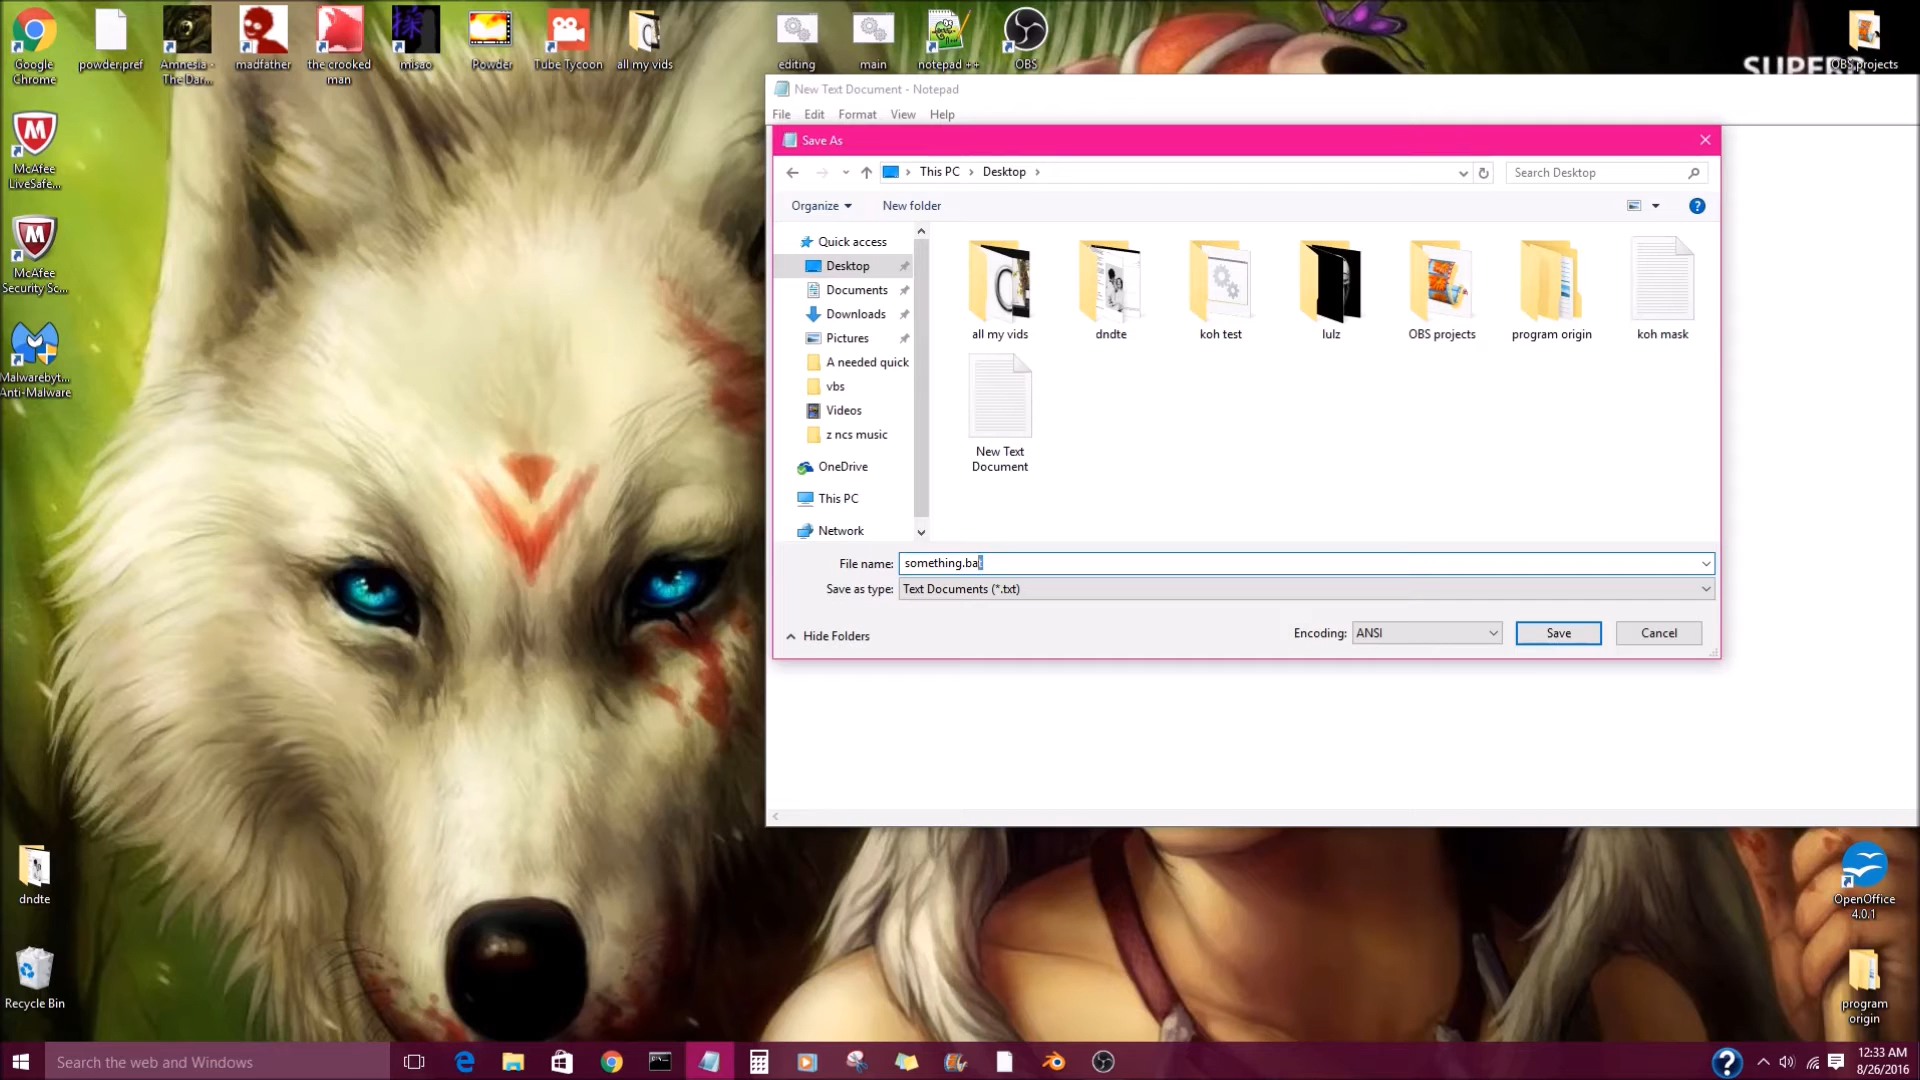 Google
Chrome
powder.pref
Amnesia -
The Dar...
madfather
the crooked
man
misao
Powder
Tube Tycoon
all my vids
editing
main
notepad ++
OBS
SUPERB
OBS projects
McAfee
LiveSafe...
McAfee
Security Sc...
Malwarebyt...
Anti-Malware
dndte
Recycle Bin
New Text Document - Notepad
File Edit Format View Help
Save As
This PC > Desktop >
Search Desktop
Organize New folder
Quick access
Desktop
Documents
Downloads
Pictures
A needed quick
vbs
Videos
z ncs music
OneDrive
This PC
Network
all my vids
dndte
koh test
lulz
OBS projects
program origin
koh mask
New Text
Document
File name: something.bat
Save as type: Text Documents (*.txt)
Hide Folders
Encoding: ANSI
Save
Cancel
OpenOffice
4.0.1
program
origin
Search the web and Windows
12:33 AM
8/26/2016